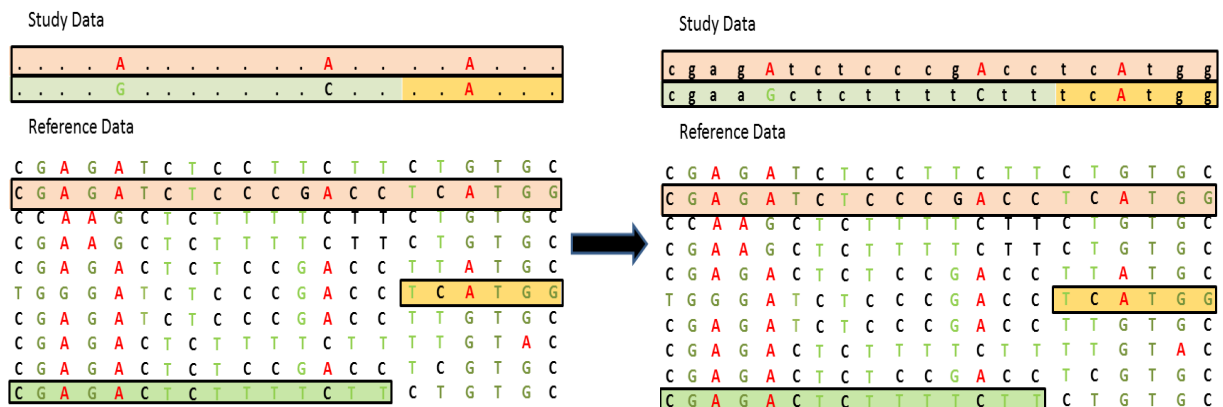 Study Data
. . . . A . . . . . . . A . . . . A . . .
. . . . G . . . . . . . C . . . . A . . .
Reference Data
C G A G A T C T C C T T C T T C T G T G C
C G A G A T C T C C C G A C C T C A T G G
C C A A G C T C T T T T C T T C T G T G C
C G A A G C T C T T T T C T T C T G T G C
C G A G A C T C T C C G A C C T T A T G C
T G G G A T C T C C C G A C C T C A T G G
C G A G A T C T C C C G A C C T T G T G C
C G A G A C T C T T T T C T T T T G T A C
C G A G A C T C T C C G A C C T C G T G C
C G A G A C T C T T T T C T T C T G T G C
Study Data
c g a g A t c t c c c g A c c t c A t g g
c g a a G c t c t t t t C t t t c A t g g
Reference Data
C G A G A T C T C C T T C T T C T G T G C
C G A G A T C T C C C G A C C T C A T G G
C C A A G C T C T T T T C T T C T G T G C
C G A A G C T C T T T T C T T C T G T G C
C G A G A C T C T C C G A C C T T A T G C
T G G G A T C T C C C G A C C T C A T G G
C G A G A T C T C C C G A C C T T G T G C
C G A G A C T C T T T T C T T T T G T A C
C G A G A C T C T C C G A C C T C G T G C
C G A G A C T C T T T T C T T C T G T G C